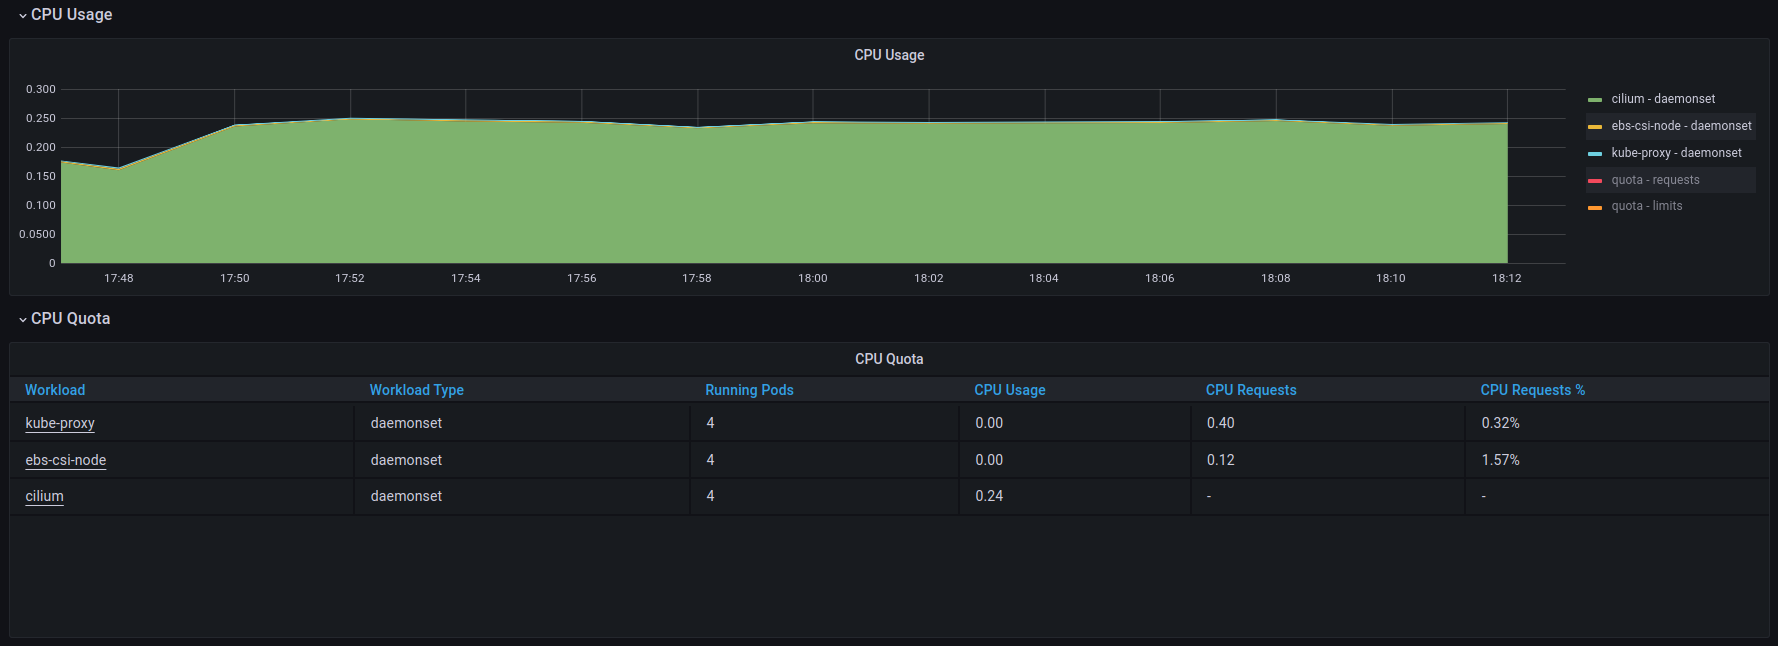 CPU Usage
CPU Usage
0.300
0.250
0.200
0.150
0.100
0.0500
0
17:48 17:50 17:52 17:54 17:56 17:58 18:00 18:02 18:04 18:06 18:08 18:10 18:12
cilium - daemonset
ebs-csi-node - daemonset
kube-proxy - daemonset
quota - requests
quota - limits
CPU Quota
CPU Quota
Workload Workload Type Running Pods CPU Usage CPU Requests CPU Requests %
kube-proxy daemonset 4 0.00 0.40 0.32%
ebs-csi-node daemonset 4 0.00 0.12 1.57%
cilium daemonset 4 0.24 - -